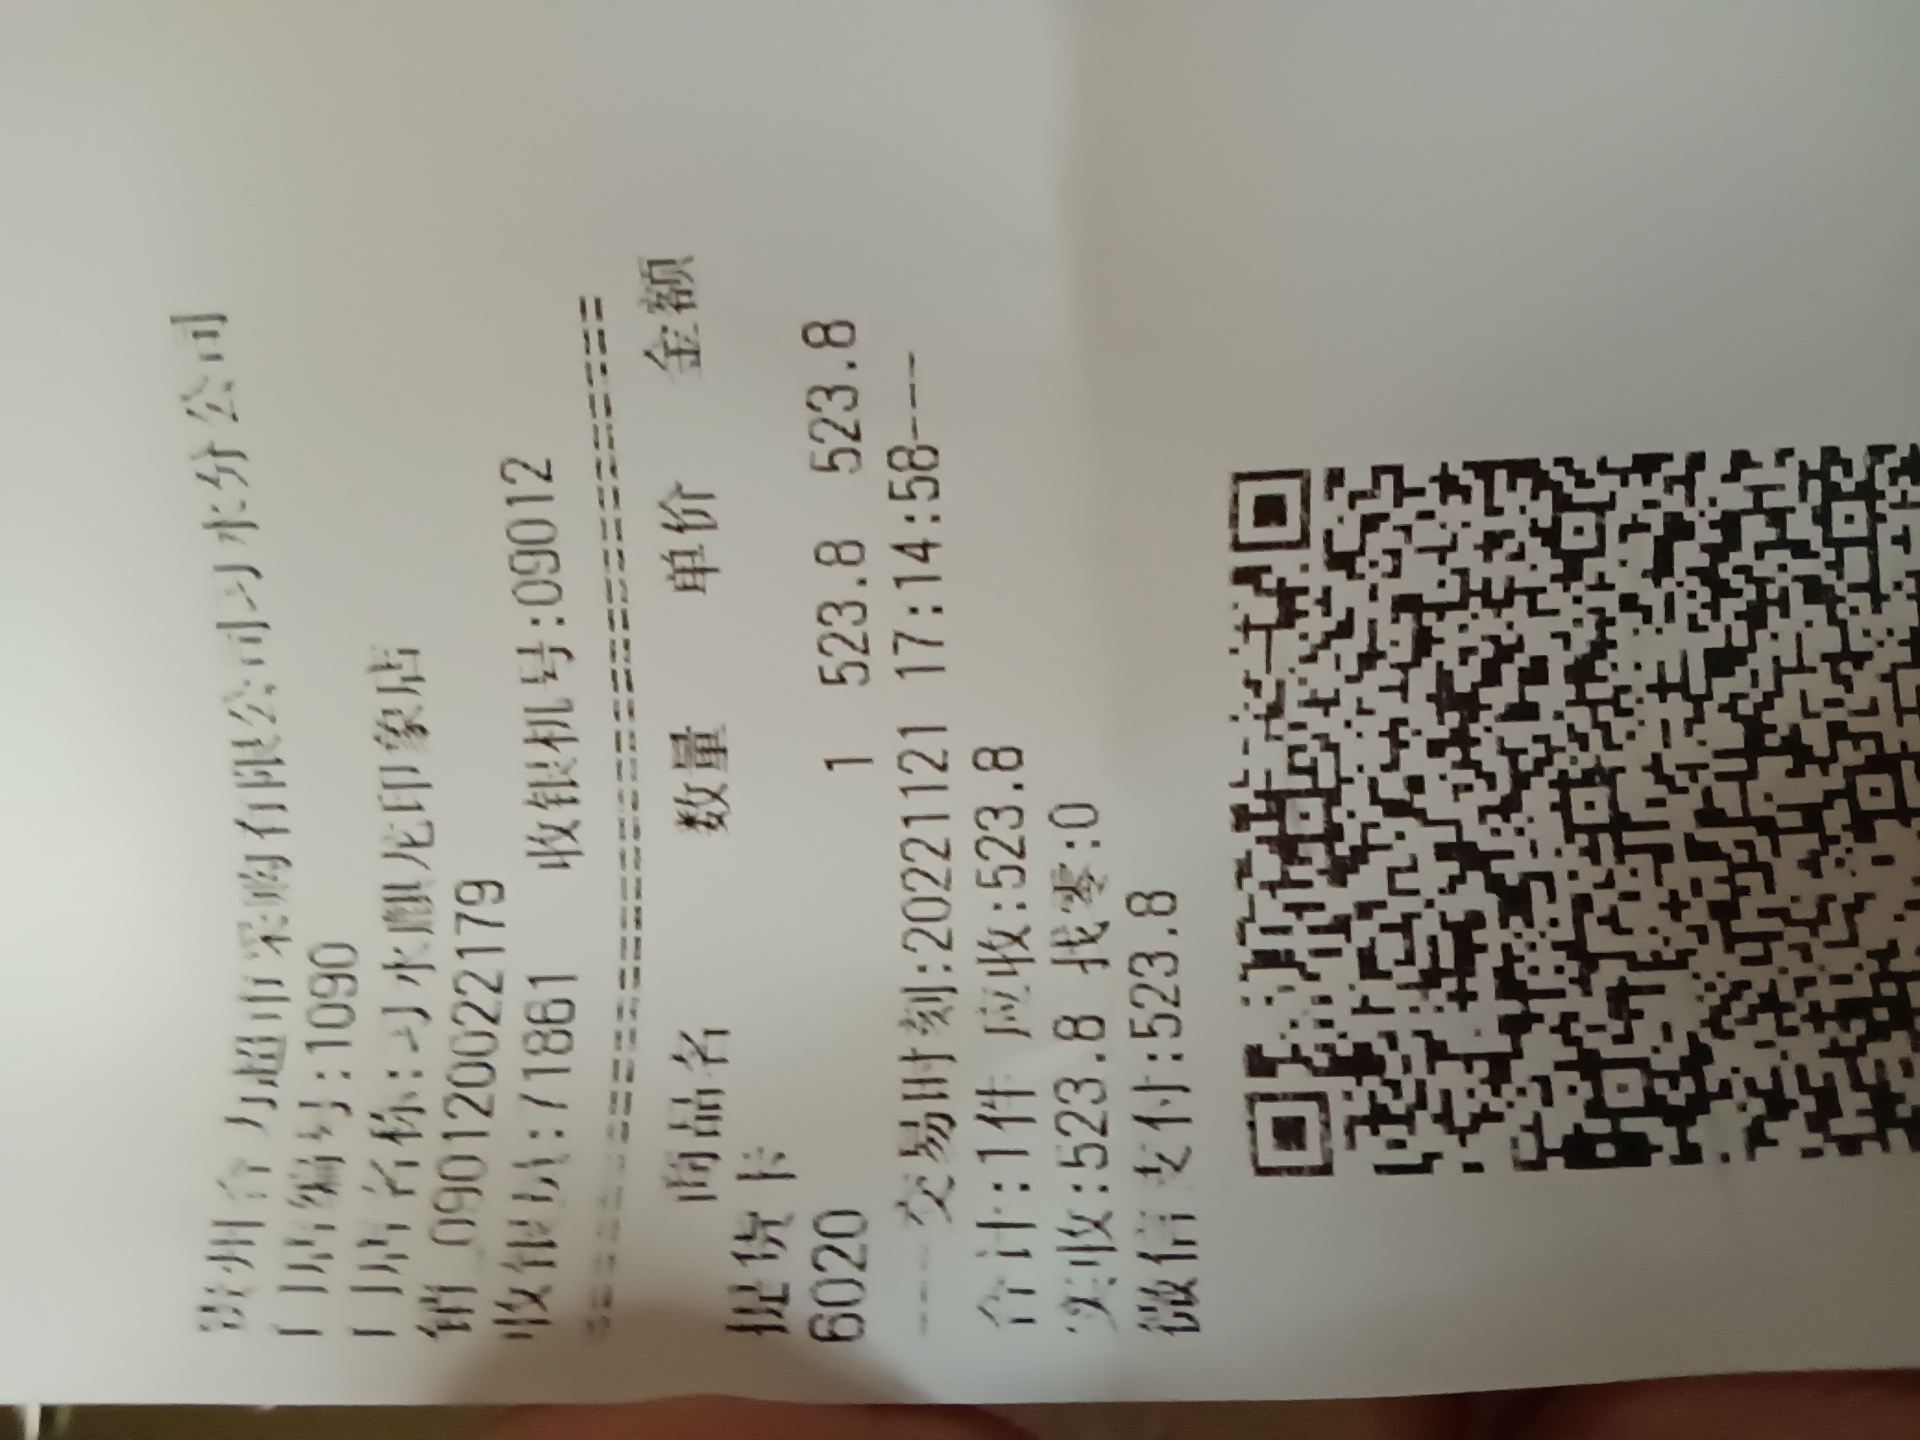 贵州合力超市采购有限公司习水分公司
门店编号:1090
门店名称:习水麒龙印象店
销 090120022179
收银员:71861 收银机号:09012
商品名 数量 单价 金额
提货卡
6020 1 523.8 523.8
----交易时刻:20221121 17:14:58---
合计:1件 应收:523.8
实收:523.8 找零:0
微信支付:523.8